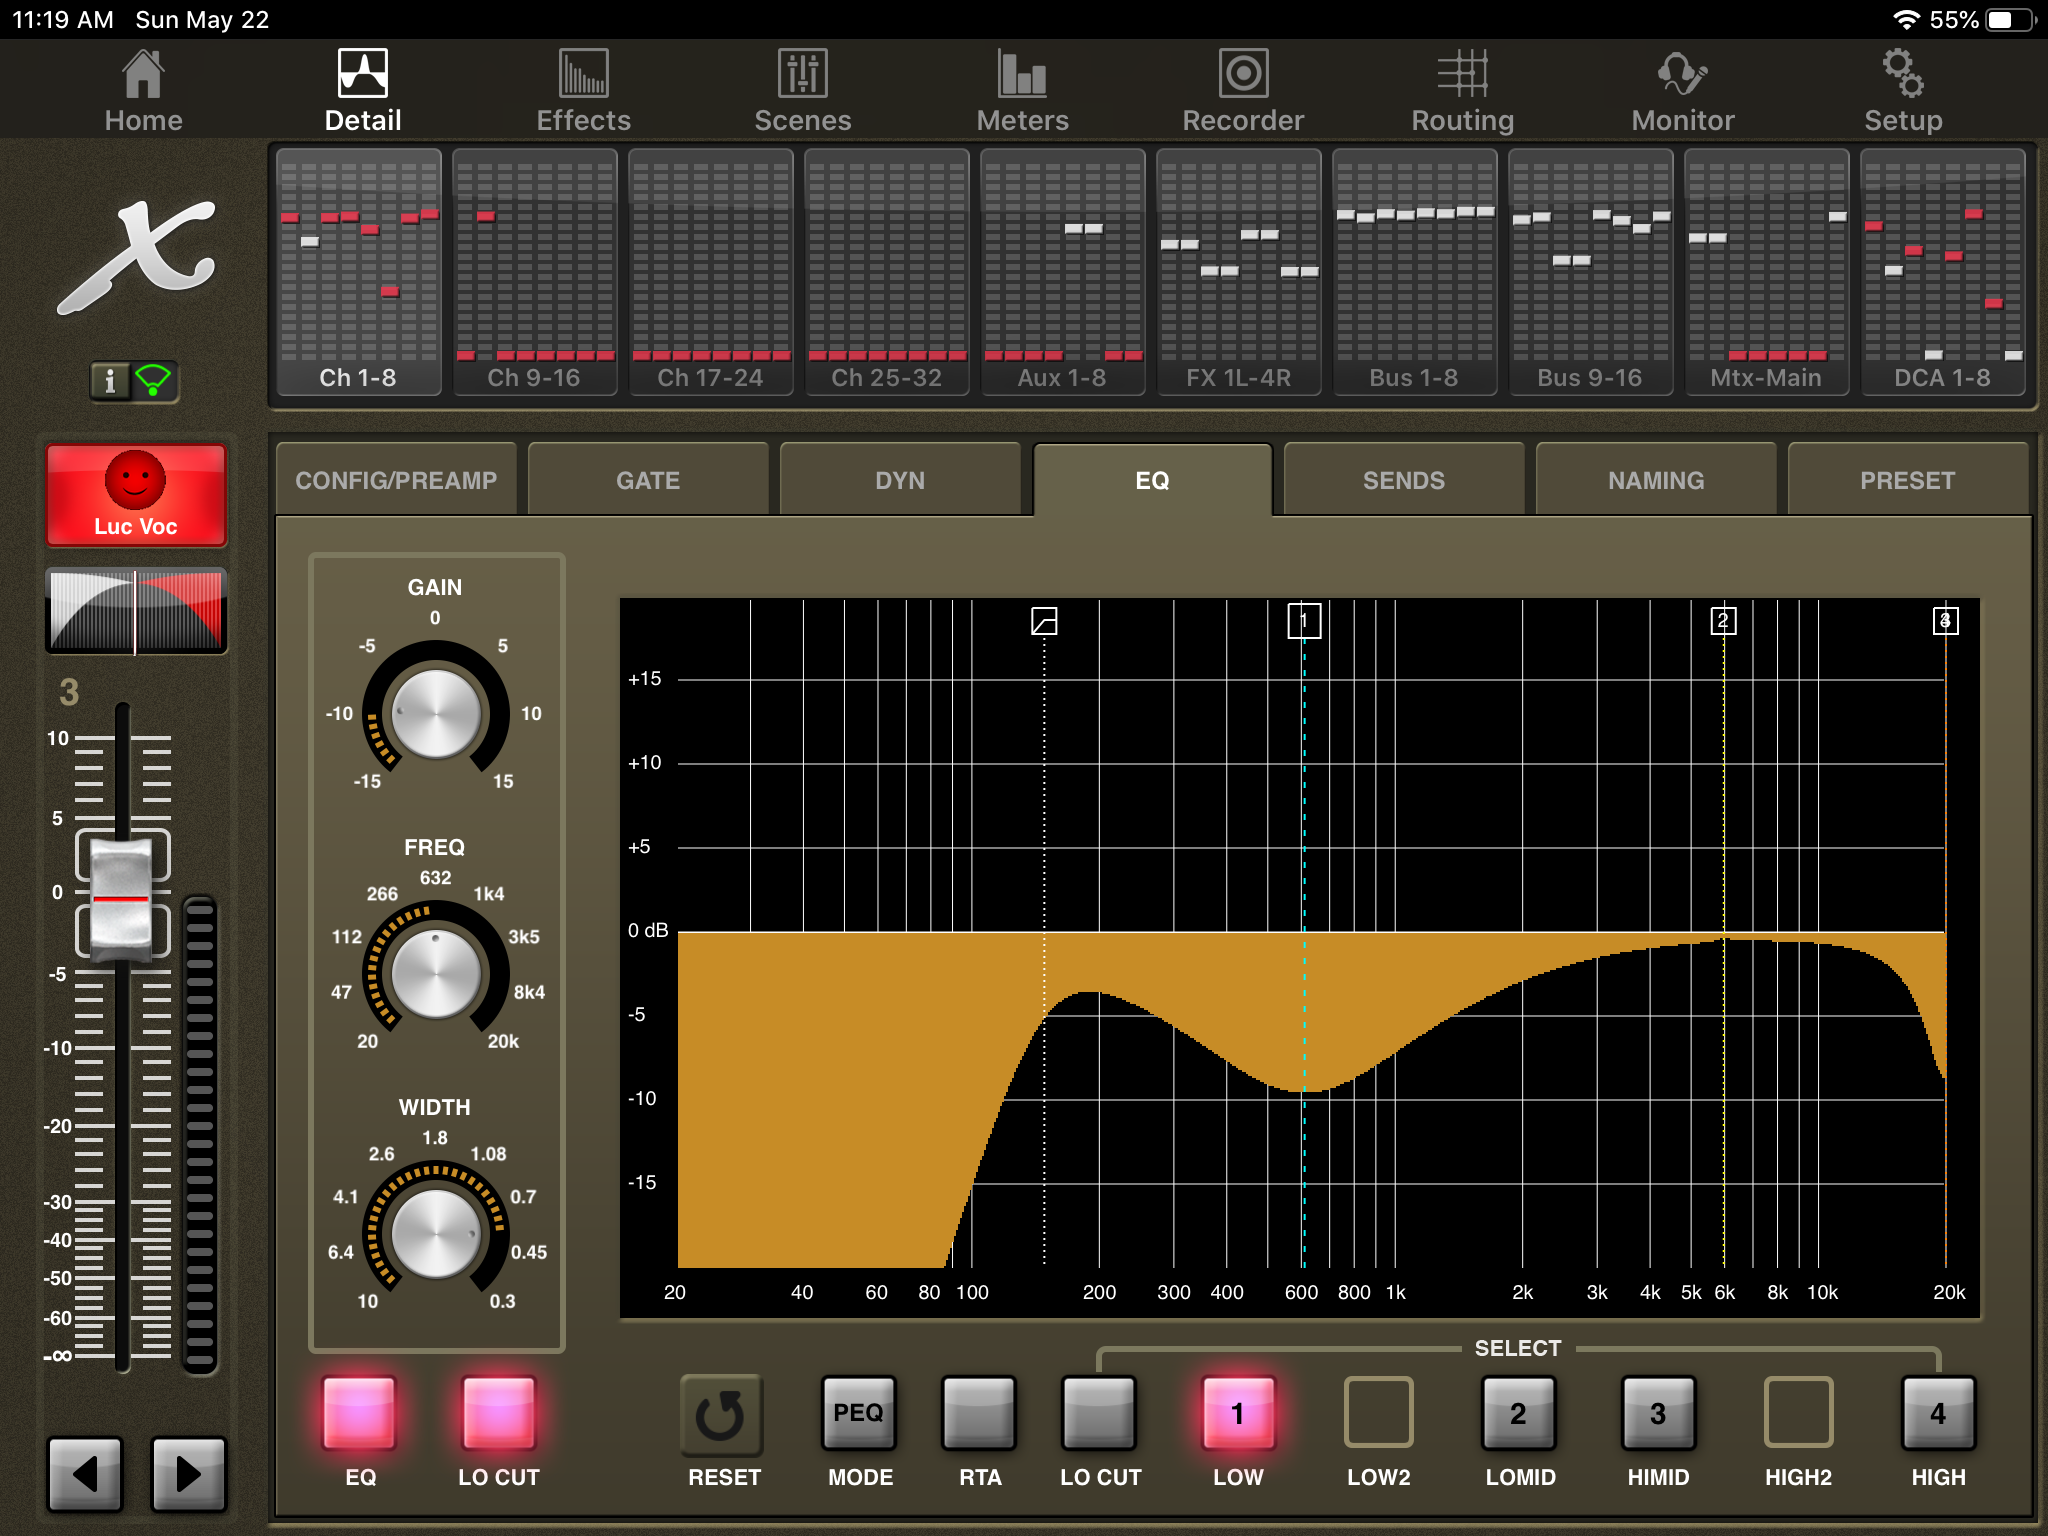 11:19 AM Sun May 22 55%
Home Detail Effects Scenes Meters Recorder Routing Monitor Setup
Ch 1-8 Ch 9-16 Ch 17-24 Ch 25-32 Aux 1-8 FX 1L-4R Bus 1-8 Bus 9-16 Mtx-Main DCA 1-8
i
Luc Voc
3
10
5
0
-5
-10
-20
-30
-40
-50
-60
-∞
CONFIG/PREAMP GATE DYN EQ SENDS NAMING PRESET
GAIN
0
-5 5
-10 10
-15 15
FREQ
632
266 1k4
112 3k5
47 8k4
20 20k
WIDTH
1.8
2.6 1.08
4.1 0.7
6.4 0.45
10 0.3
1 2
+15
+10
+5
0 dB
-5
-10
-15
20 40 60 80 100 200 300 400 600 800 1k 2k 3k 4k 5k 6k 8k 10k 20k
SELECT
PEQ 1 2 3 4
EQ LO CUT RESET MODE RTA LO CUT LOW LOW2 LOMID HIMID HIGH2 HIGH